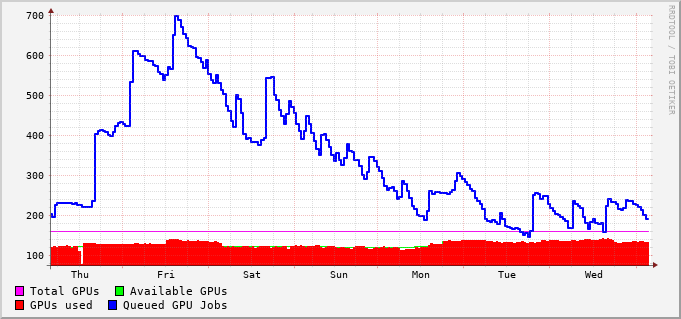 700
600
500
400
300
200
100
Thu Fri Sat Sun Mon Tue Wed
Total GPUs Available GPUs
GPUs used Queued GPU Jobs
RRDTOOL / TOBI OETIKER